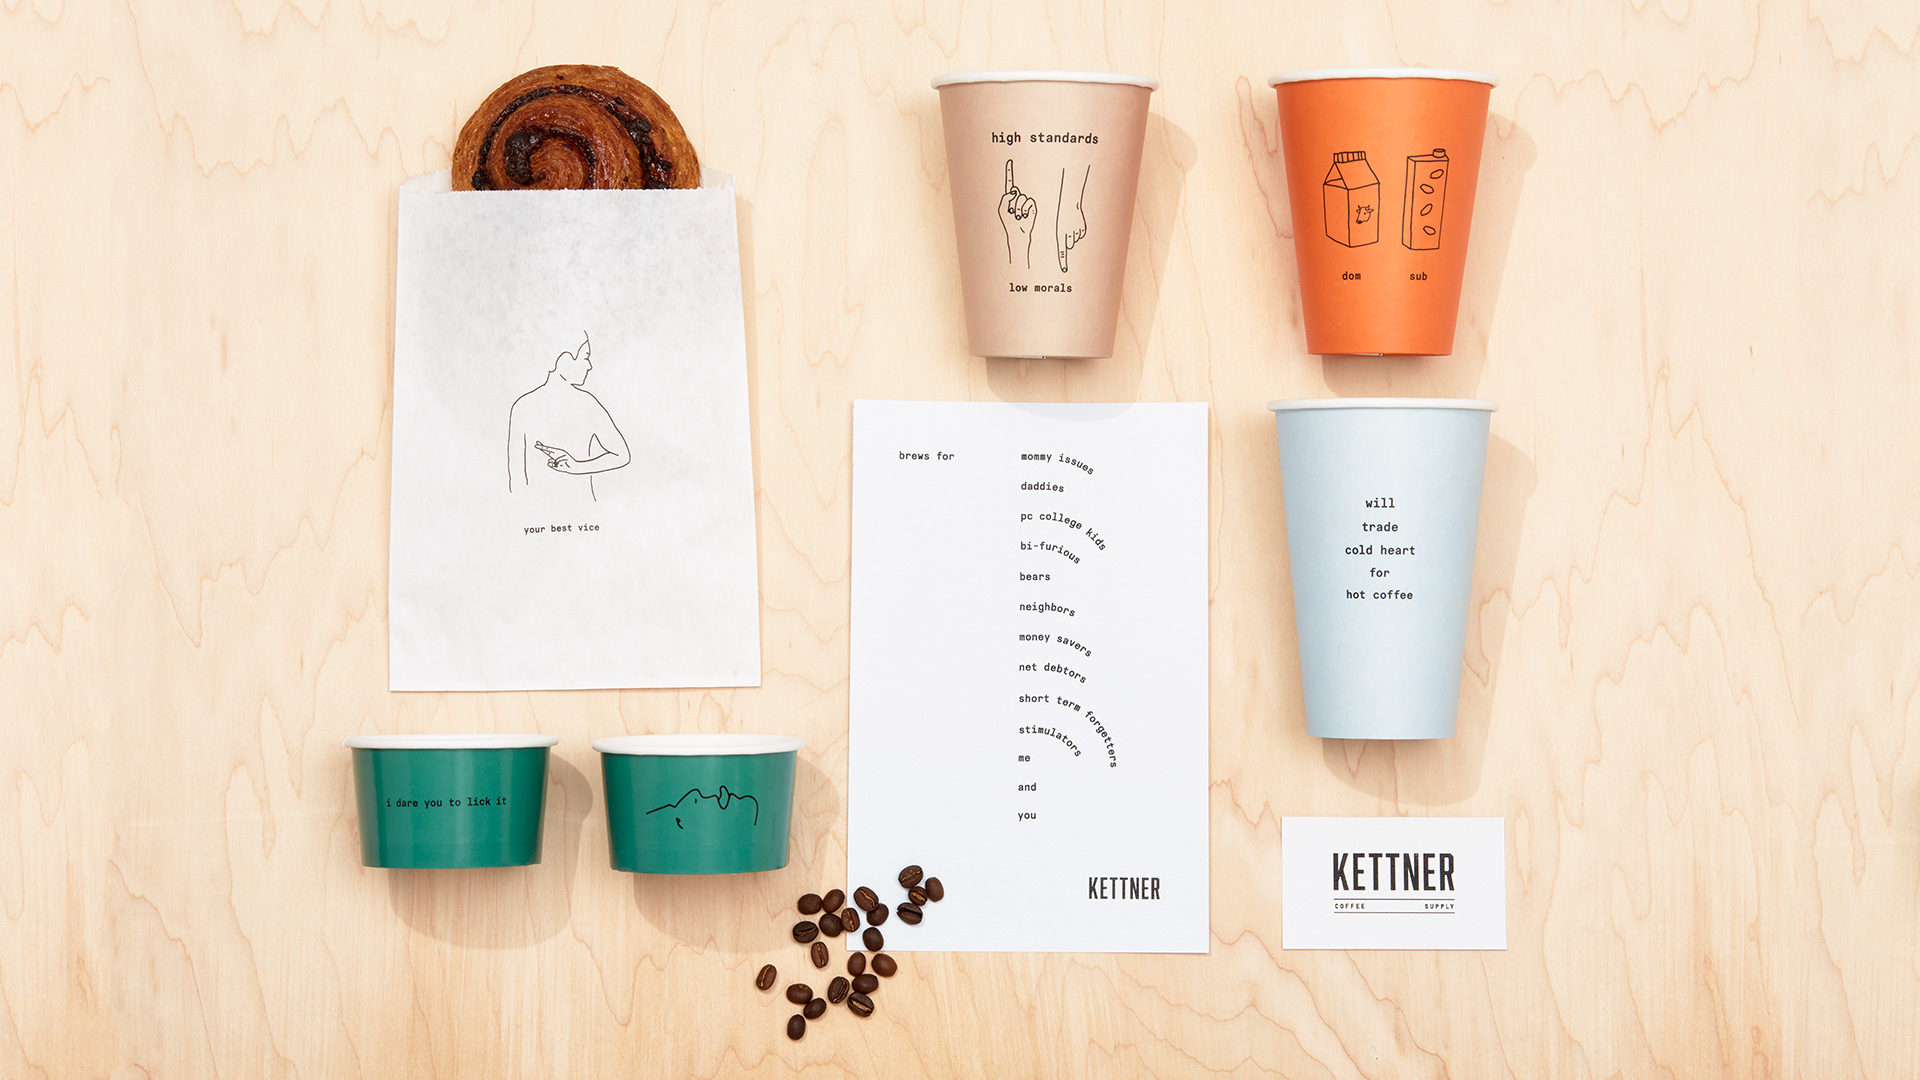 your best vice
i dare you to lick it
high standards
low morals
dom
sub
brews for
mommy issues
daddies
pc college kids
bi-furious
bears
neighbors
money savers
net debtors
short term forgetters
stimulators
me
and
you
KETTNER
will
trade
cold heart
for
hot coffee
KETTNER
COFFEE SUPPLY